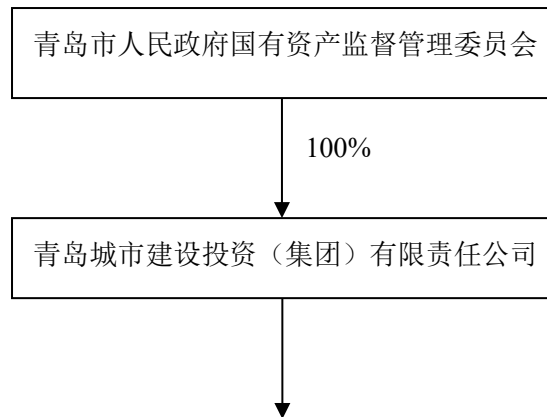 青岛市人民政府国有资产监督管理委员会
100%
青岛城市建设投资（集团）有限责任公司